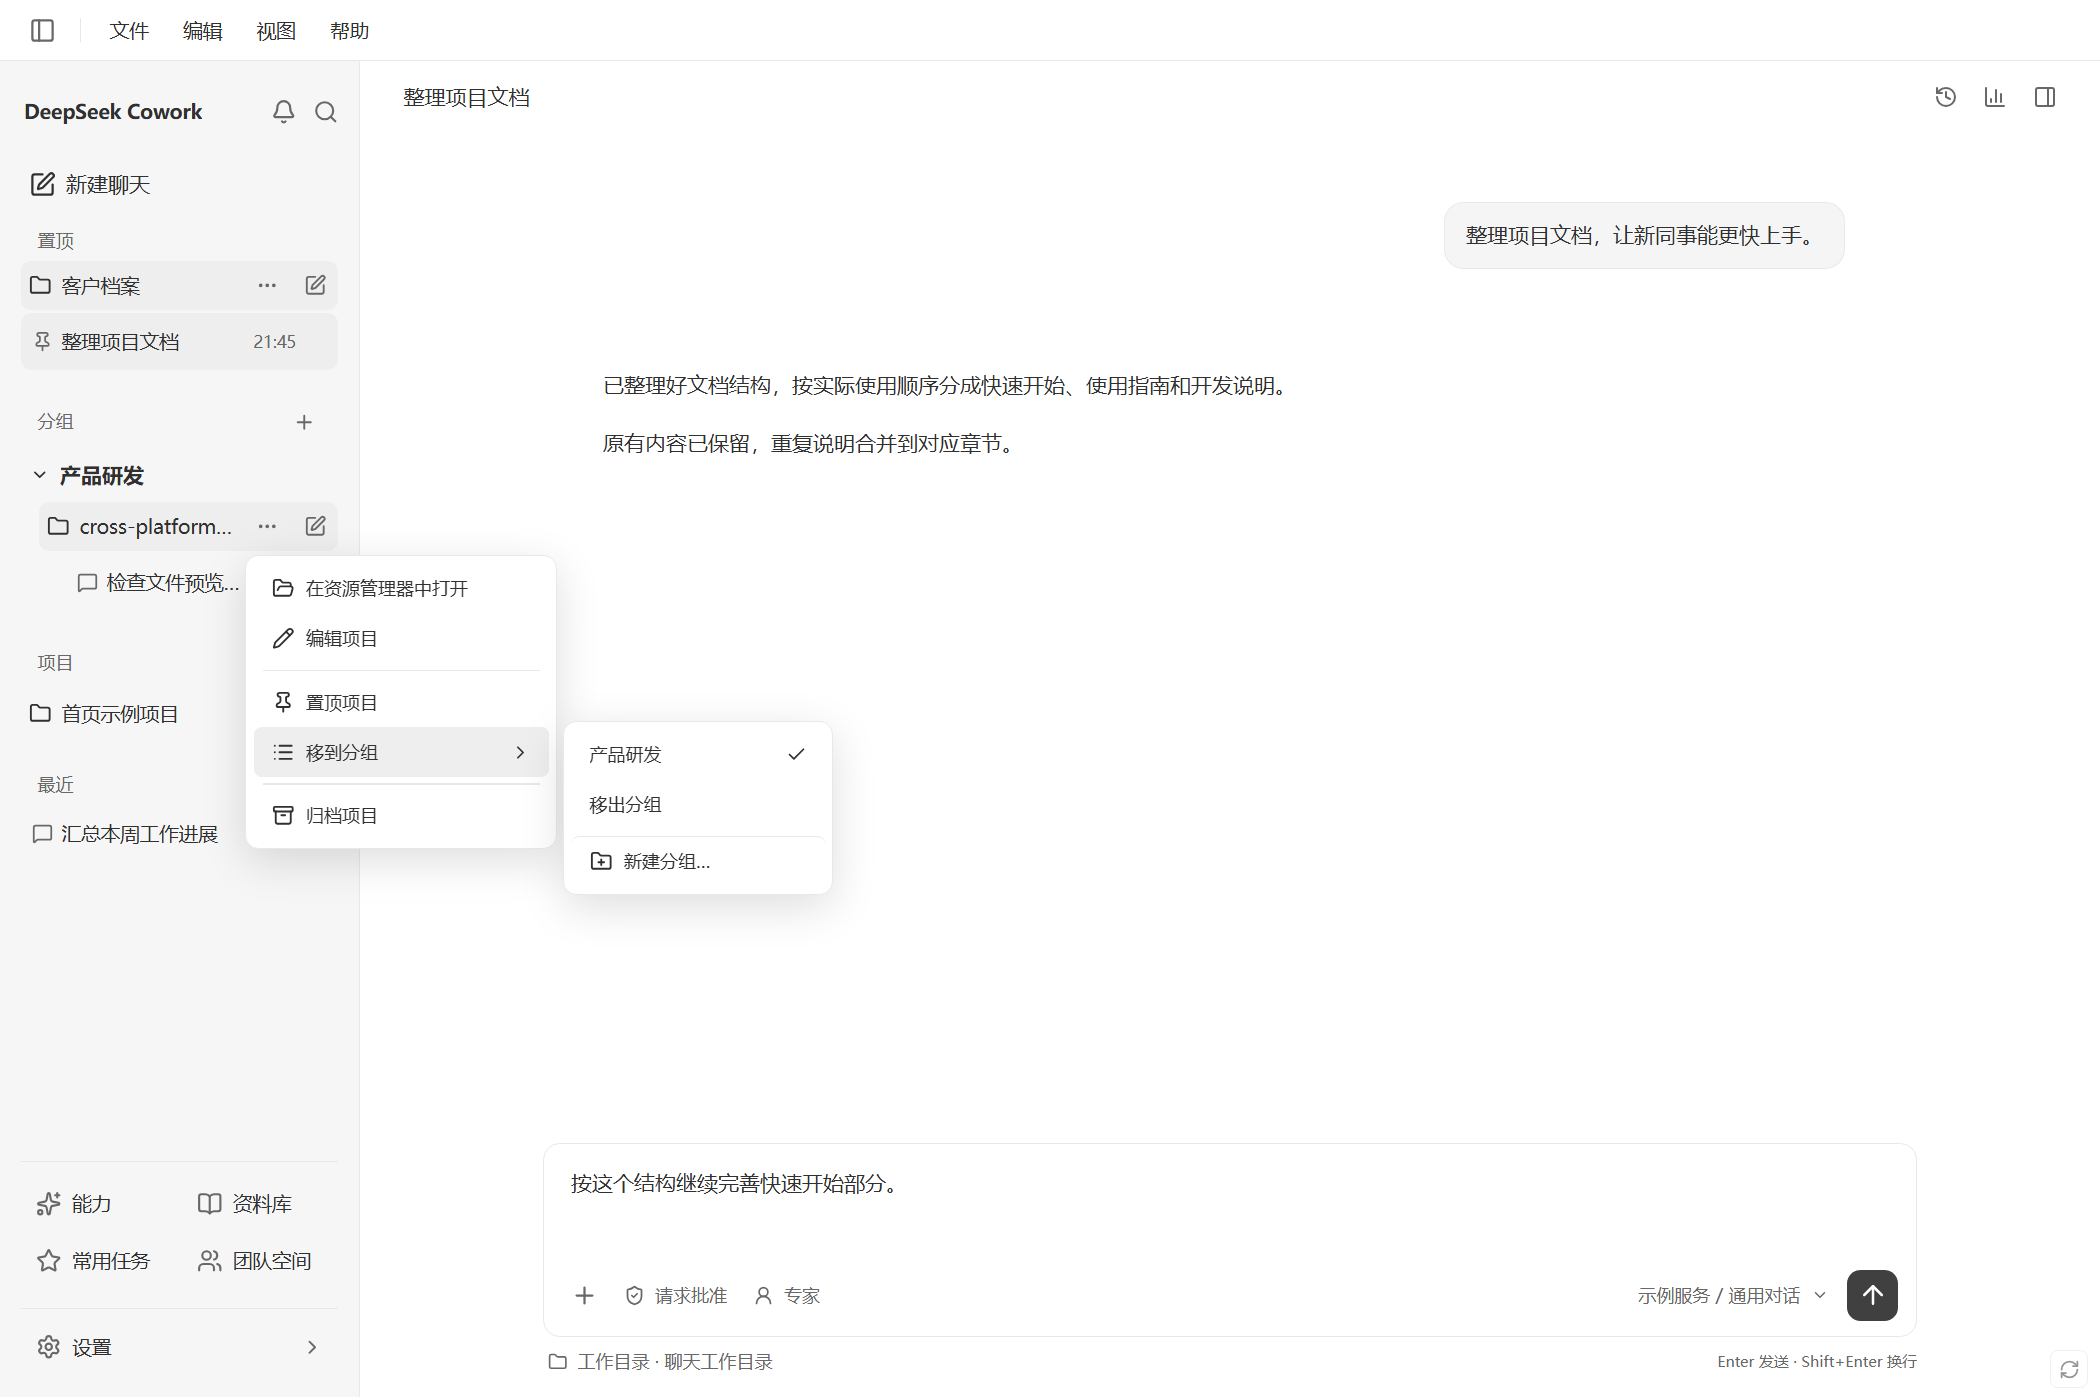 文件 编辑 视图 帮助
DeepSeek Cowork
新建聊天
置顶
客户档案
整理项目文档 21:45
分组
产品研发
cross-platform...
检查文件预览...
项目
首页示例项目
最近
汇总本周工作进展
能力 资料库
常用任务 团队空间
设置
在资源管理器中打开
编辑项目
置顶项目
移到分组
归档项目
产品研发
移出分组
新建分组...
整理项目文档
整理项目文档，让新同事能更快上手。
已整理好文档结构，按实际使用顺序分成快速开始、使用指南和开发说明。
原有内容已保留，重复说明合并到对应章节。
按这个结构继续完善快速开始部分。
请求批准 专家 示例服务 / 通用对话
工作目录 · 聊天工作目录 Enter 发送 · Shift+Enter 换行